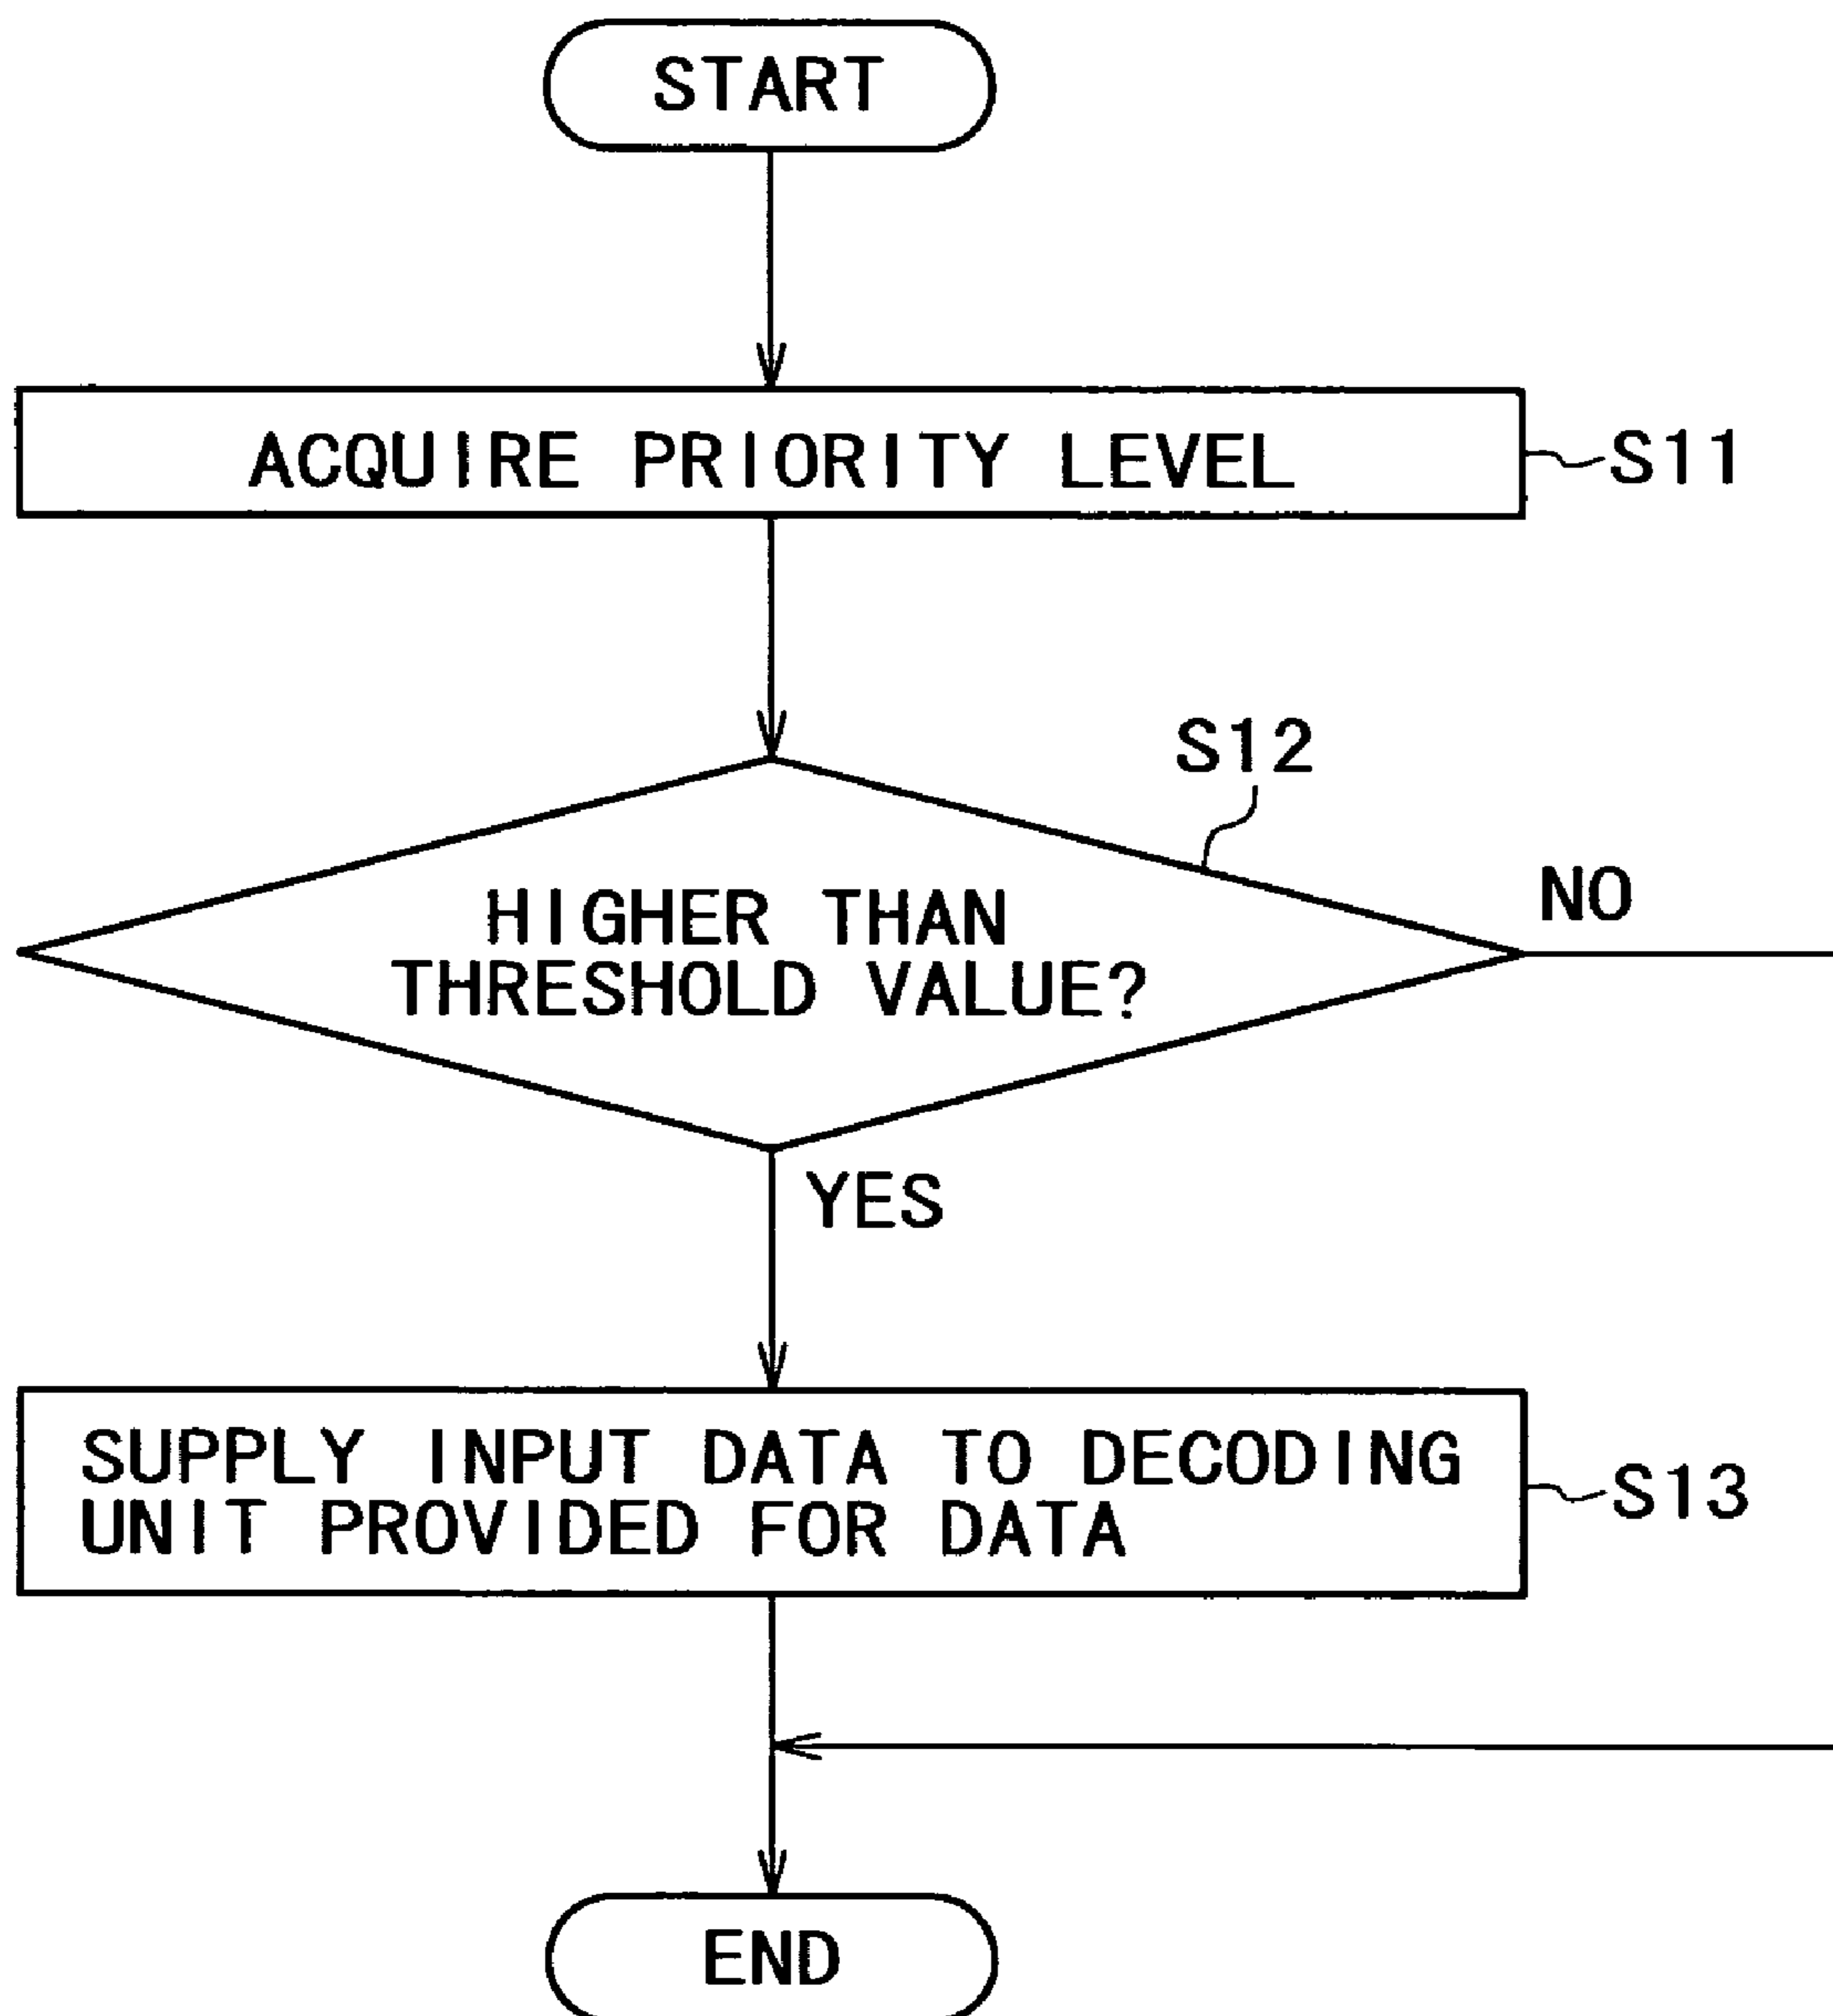 START
ACQUIRE PRIORITY LEVEL
S11
S12
HIGHER THAN
THRESHOLD VALUE?
NO
YES
SUPPLY INPUT DATA TO DECODING
UNIT PROVIDED FOR DATA
S13
END